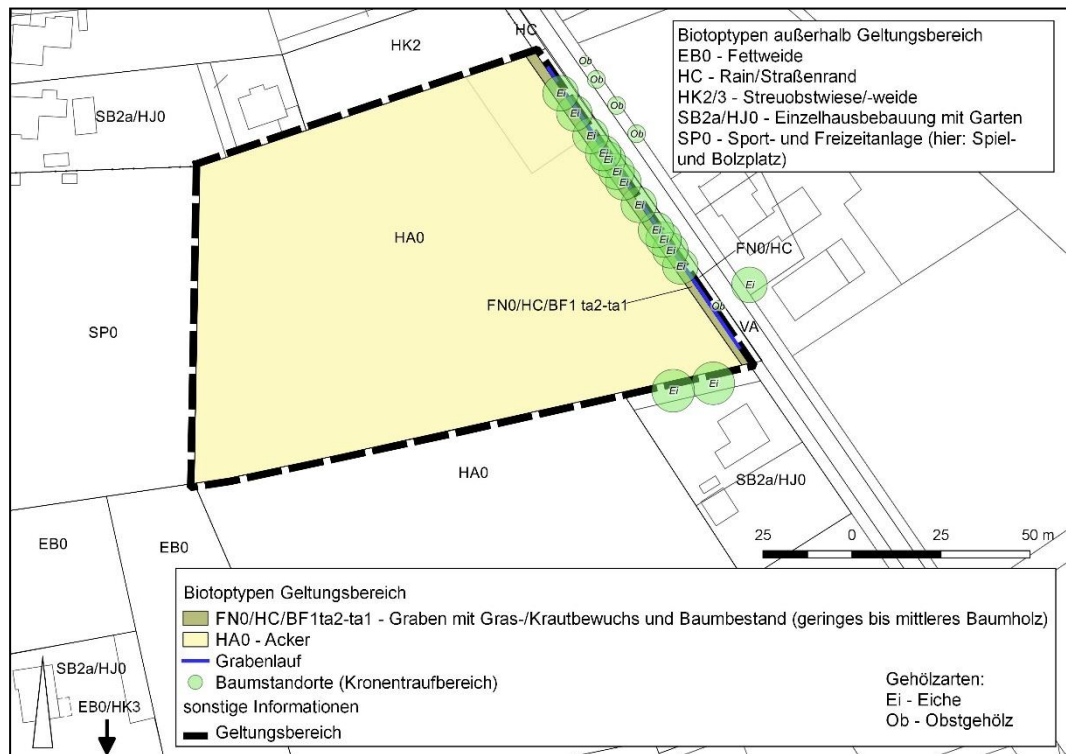 Biotoptypen außerhalb Geltungsbereich
EB0 - Fettweide
HC - Rain/Straßenrand
HK2/3 - Streuobstwiese/-weide
SB2a/HJ0 - Einzelhausbebauung mit Garten
SP0 - Sport- und Freizeitanlage (hier: Spiel-
und Bolzplatz)
HC
HK2
Ob
Ob
Ob
Ob
SB2a/HJ0
Ei
Ei
Ei
Ei
Ei
Ei
Ei
Ei
Ei
Ei
Ei
Ei
HA0
FN0/HC
Ei
FN0/HC/BF1 ta2-ta1
Ob
VA
SP0
Ei
Ei
HA0
SB2a/HJ0
EB0
EB0
25 0 25 50 m
Biotoptypen Geltungsbereich
FN0/HC/BF1ta2-ta1 - Graben mit Gras-/Krautbewuchs und Baumbestand (geringes bis mittleres Baumholz)
HA0 - Acker
Grabenlauf
Baumstandorte (Kronentraufbereich)
sonstige Informationen
Geltungsbereich
Gehölzarten:
Ei - Eiche
Ob - Obstgehölz
SB2a/HJ0
EB0/HK3